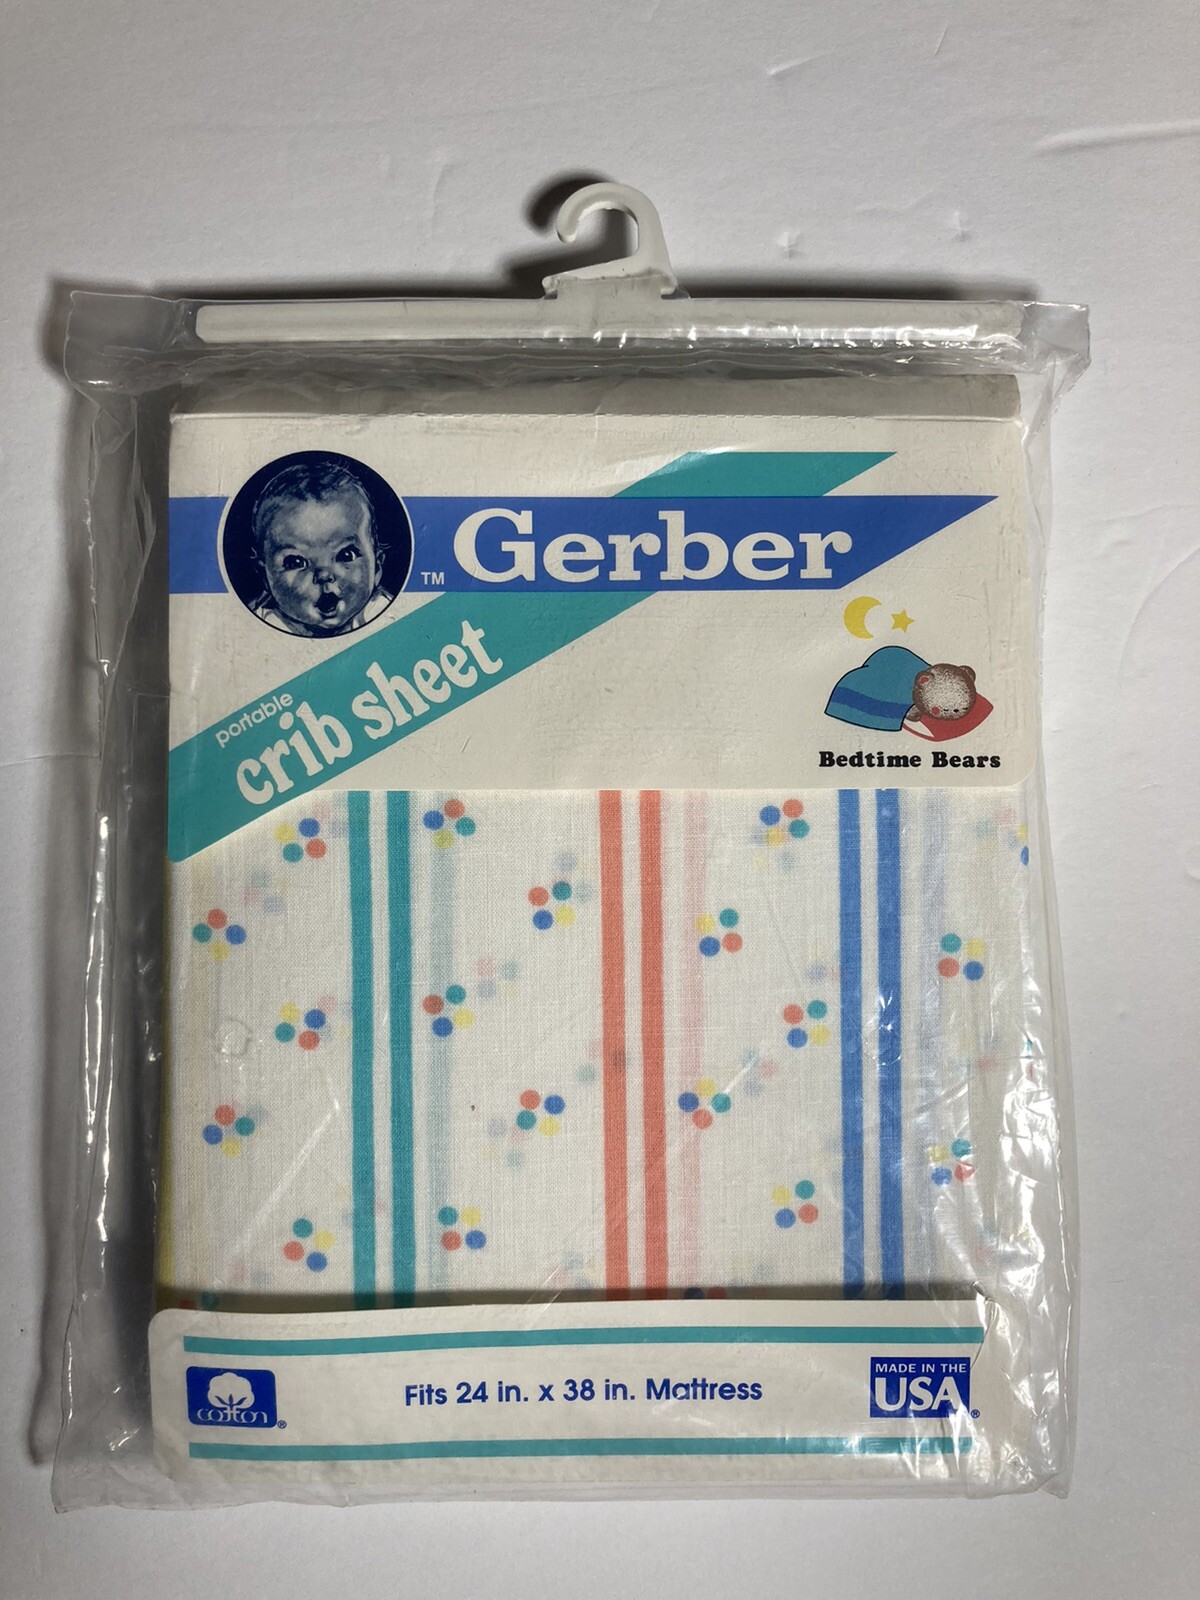 ™ Gerber
portable
crib sheet
Bedtime Bears
cotton®
Fits 24 in. x 38 in. Mattress
MADE IN THE
USA®